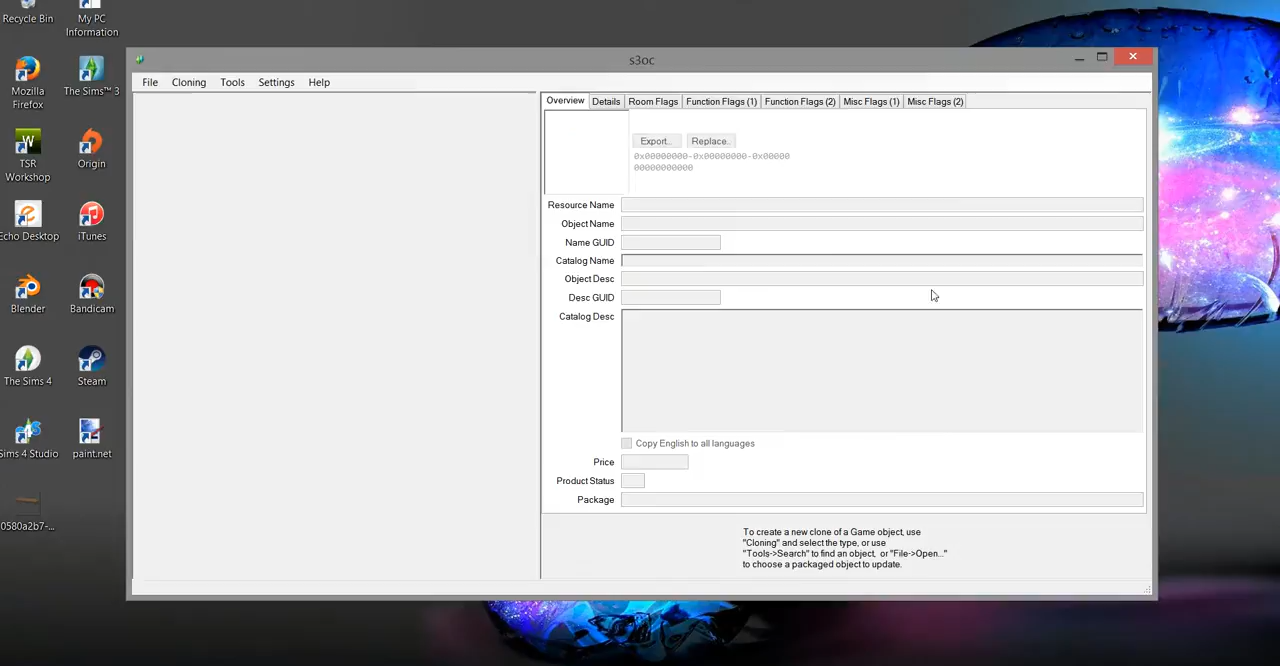 Recycle Bin
My PC
Information
Mozilla
Firefox
The Sims™ 3
W
TSR
Workshop
Origin
Echo Desktop
iTunes
Blender
Bandicam
The Sims 4
Steam
Sims 4 Studio
paint.net
0580a2b7-...
s3oc
File Cloning Tools Settings Help
Overview Details Room Flags Function Flags (1) Function Flags (2) Misc Flags (1) Misc Flags (2)
Export.. Replace..
0x00000000-0x00000000-0x00000
00000000000
Resource Name
Object Name
Name GUID
Catalog Name
Object Desc
Desc GUID
Catalog Desc
Copy English to all languages
Price
Product Status
Package
To create a new clone of a Game object, use
"Cloning" and select the type, or use
"Tools->Search" to find an object, or "File->Open..."
to choose a packaged object to update.